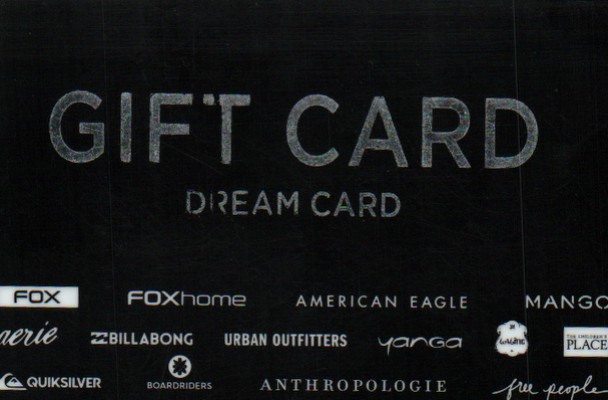 GIFT CARD
DREAM CARD
FOX FOXhome AMERICAN EAGLE MANGO
aerie BILLABONG URBAN OUTFITTERS yanga THE CHILDREN'S PLACE
QUIKSILVER BOARDRIDERS ANTHROPOLOGIE free people